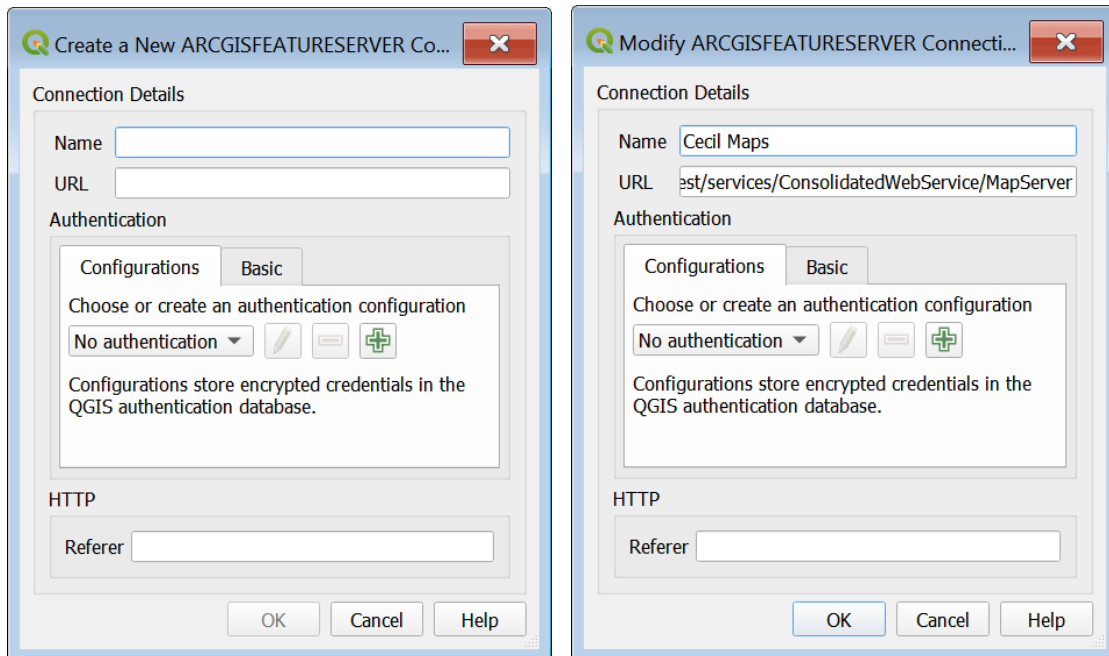 Create a New ARCGISFEATURESERVER Co...
Connection Details
Name
URL
Authentication
Configurations
Basic
Choose or create an authentication configuration
No authentication
Configurations store encrypted credentials in the
QGIS authentication database.
HTTP
Referer
OK
Cancel
Help
Modify ARCGISFEATURESERVER Connecti...
Connection Details
Name Cecil Maps
URL est/services/ConsolidatedWebService/MapServer
Authentication
Configurations
Basic
Choose or create an authentication configuration
No authentication
Configurations store encrypted credentials in the
QGIS authentication database.
HTTP
Referer
OK
Cancel
Help